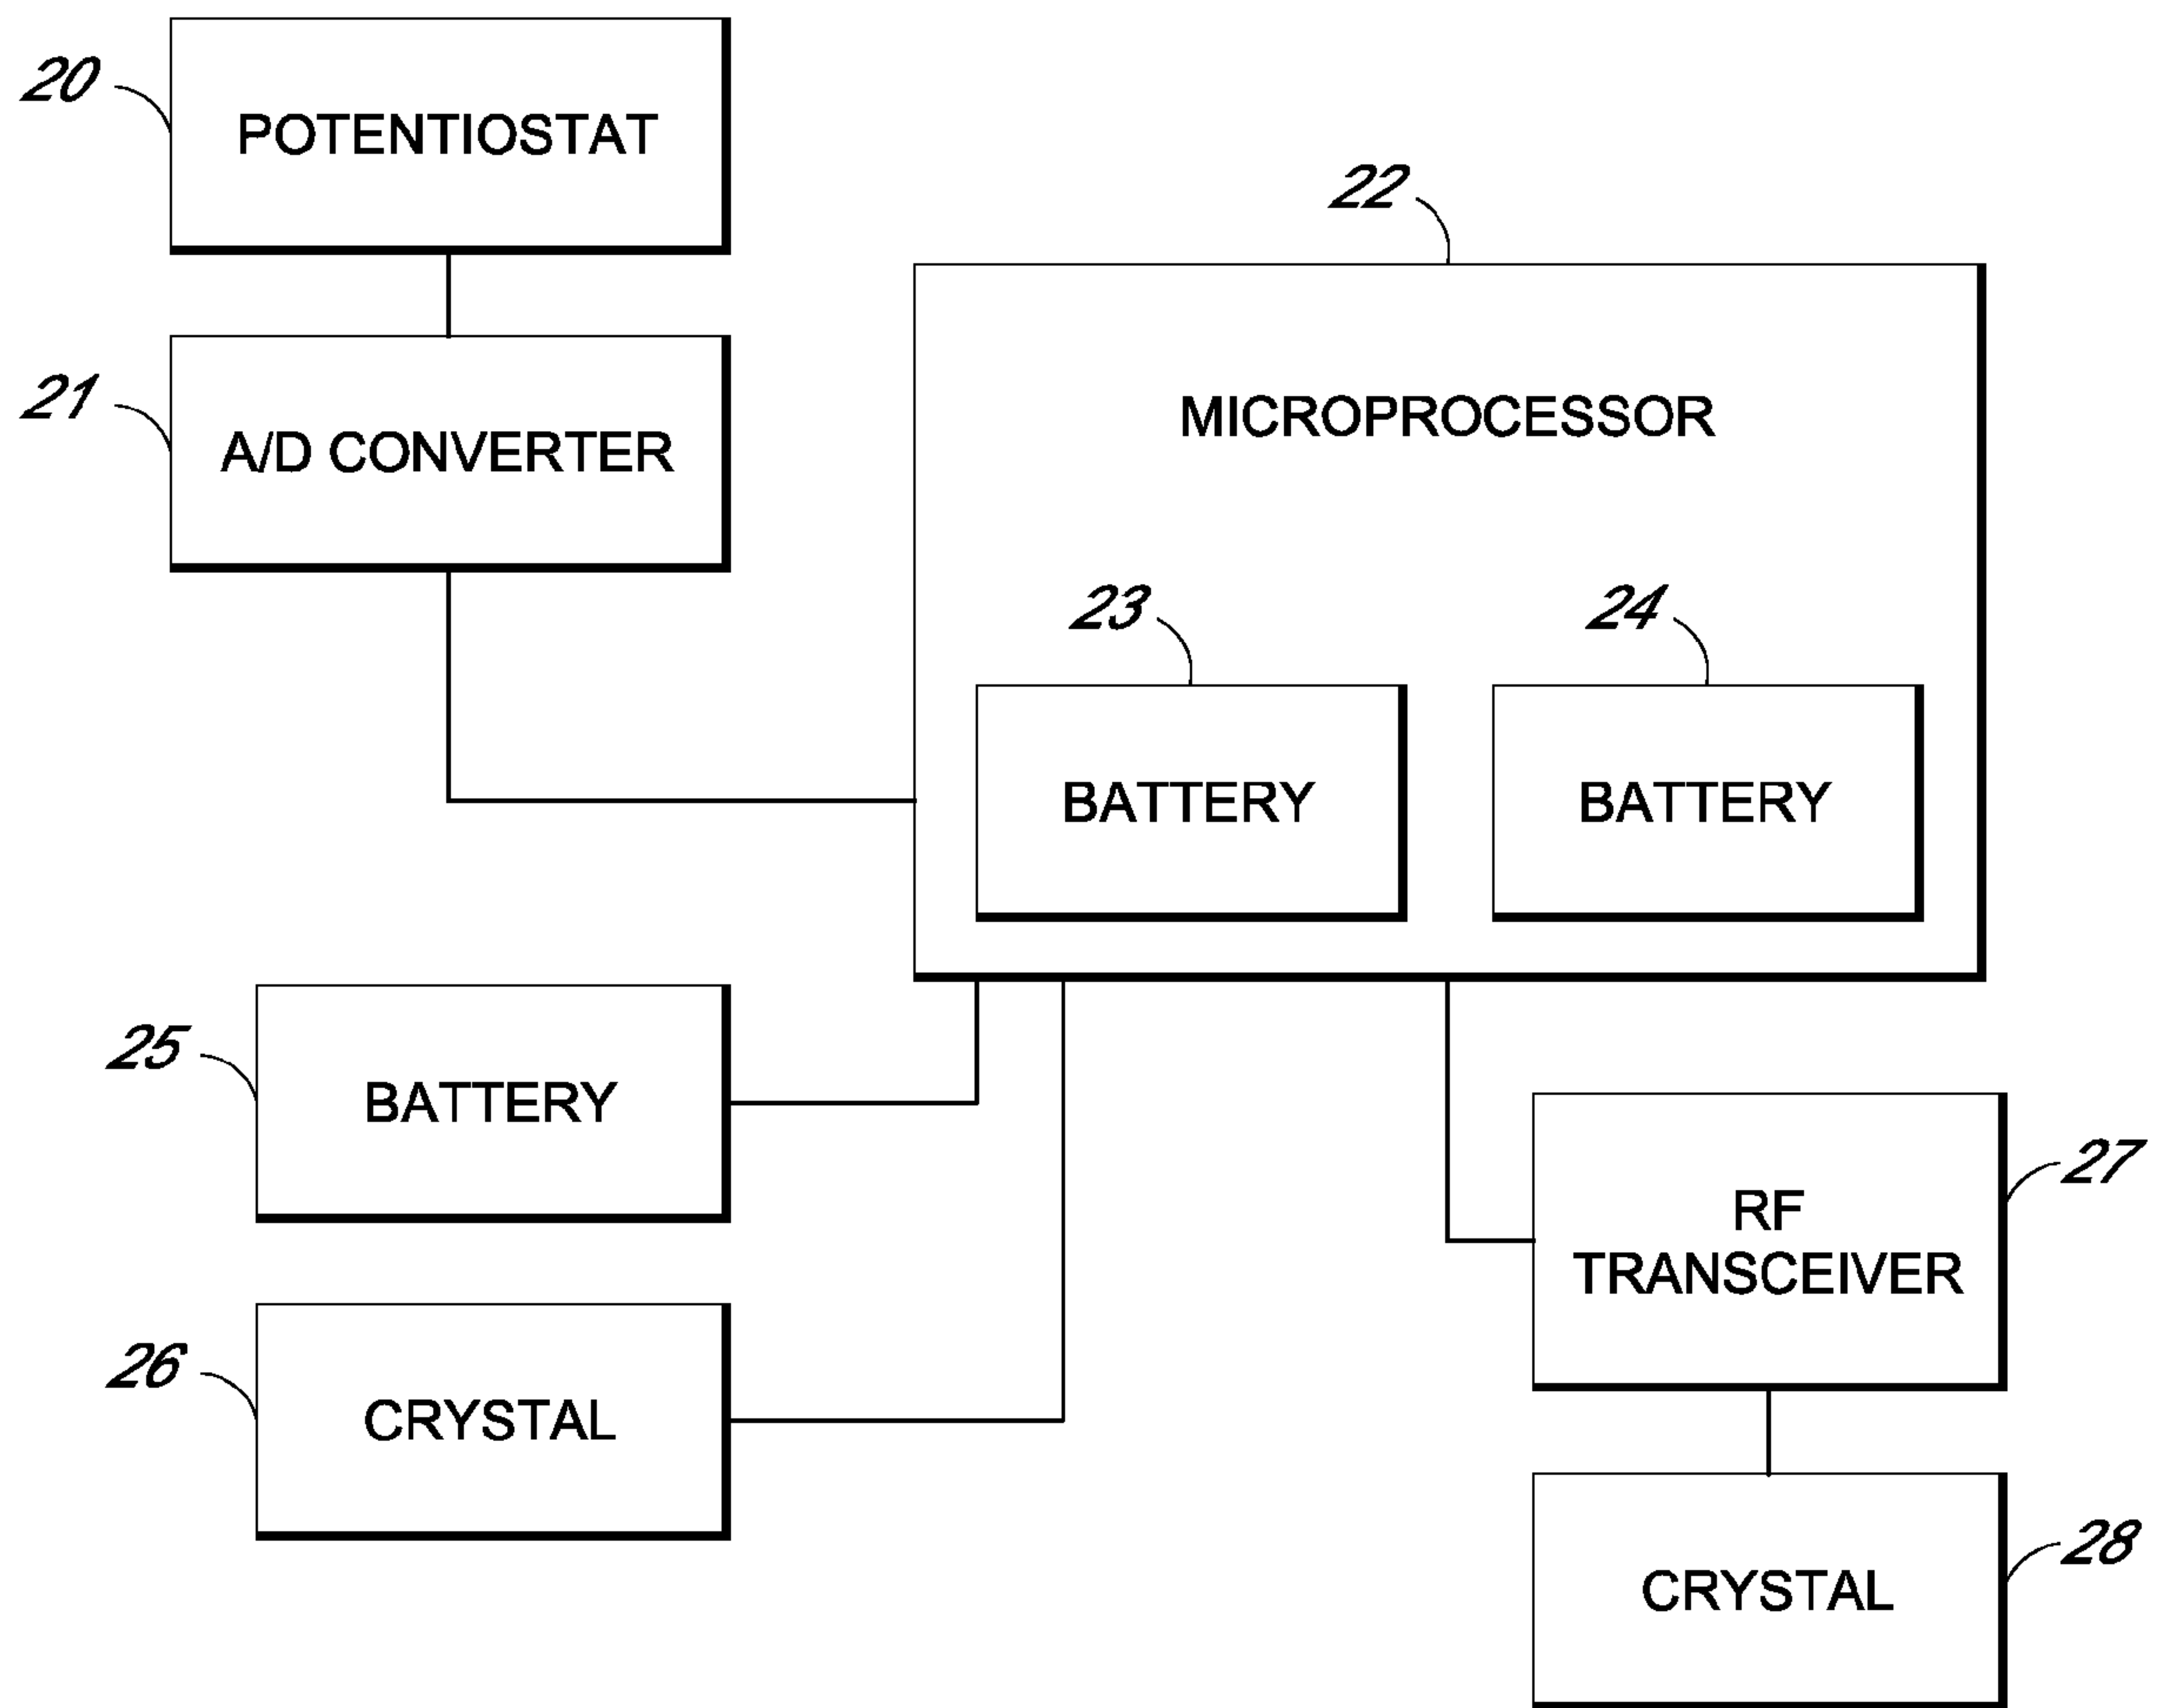 20
POTENTIOSTAT
21
A/D CONVERTER
22
MICROPROCESSOR
23
BATTERY
24
BATTERY
25
BATTERY
26
CRYSTAL
27
RF
TRANSCEIVER
28
CRYSTAL